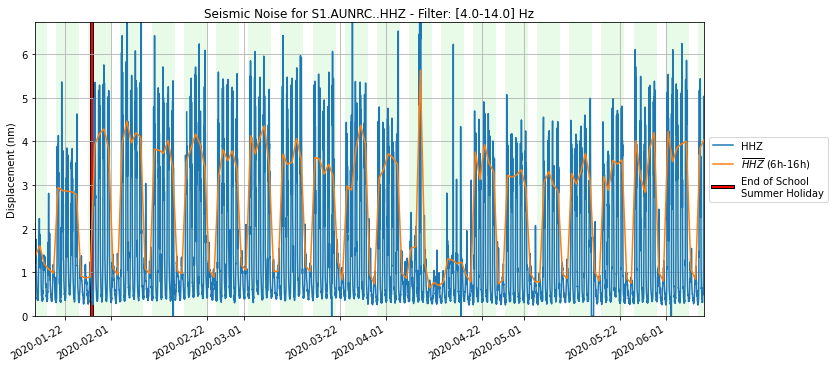 Seismic Noise for S1.AUNRC..HHZ - Filter: [4.0-14.0] Hz
Displacement (nm)
6
5
4
3
2
1
0
2020-01-22
2020-02-01
2020-02-22
2020-03-01
2020-03-22
2020-04-01
2020-04-22
2020-05-01
2020-05-22
2020-06-01
HHZ
HHZ (6h-16h)
End of School
Summer Holiday